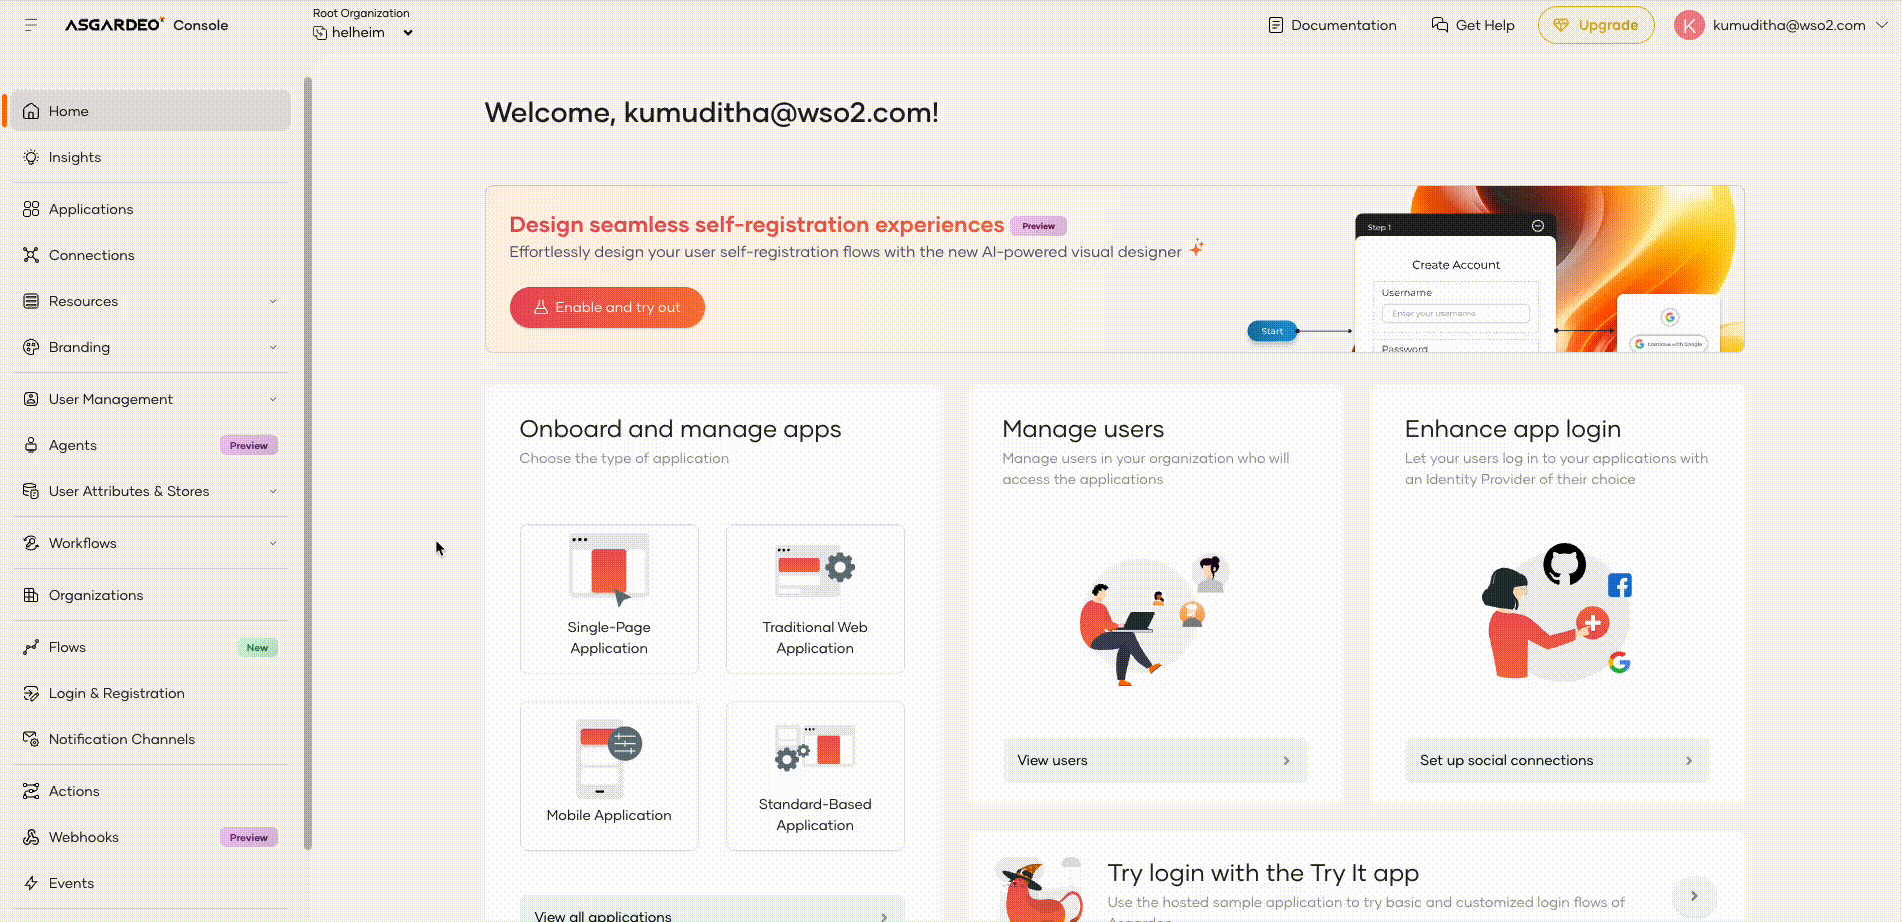 ASGARDEO Console
Root Organization
helheim
Documentation
Get Help
Upgrade
K
kumuditha@wso2.com
Home
Insights
Applications
Connections
Resources
Branding
User Management
Agents
Preview
User Attributes & Stores
Workflows
Organizations
Flows
New
Login & Registration
Notification Channels
Actions
Webhooks
Preview
Events
Welcome, kumuditha@wso2.com!
Design seamless self-registration experiences Preview
Effortlessly design your user self-registration flows with the new AI-powered visual designer
Enable and try out
Start
Step 1
Create Account
Username
Enter your username
Password
Continue with Google
Onboard and manage apps
Choose the type of application
Single-Page
Application
Traditional Web
Application
Mobile Application
Standard-Based
Application
View all applications
Manage users
Manage users in your organization who will
access the applications
View users
Enhance app login
Let your users log in to your applications with
an Identity Provider of their choice
Set up social connections
Try login with the Try It app
Use the hosted sample application to try basic and customized login flows of
Asgardeo